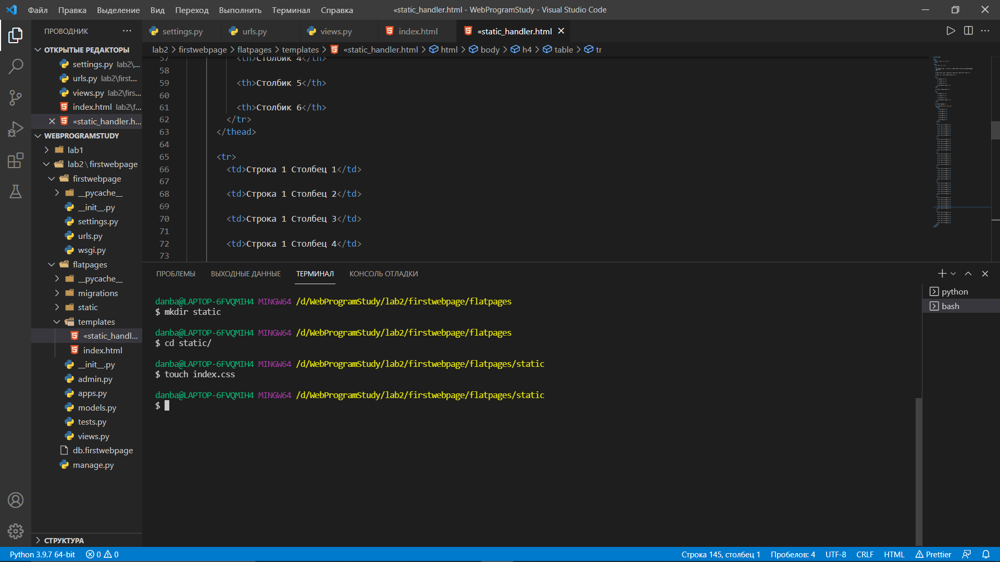 Файл Правка Выделение Вид Переход Выполнить Терминал Справка
«static_handler.html - WebProgramStudy - Visual Studio Code
ПРОВОДНИК
settings.py
urls.py
views.py
index.html
«static_handler.html
lab2 > firstwebpage > flatpages > templates > «static_handler.html > html > body > h4 > table > tr
ОТКРЫТЫЕ РЕДАКТОРЫ
settings.py lab2\...
urls.py lab2\first...
views.py lab2\firs...
index.html lab2\f...
«static_handler.h...
WEBPROGRAMSTUDY
lab1
lab2 \ firstwebpage
firstwebpage
__pycache__
__init__.py
settings.py
urls.py
wsgi.py
flatpages
__pycache__
migrations
static
templates
«static_handl...
index.html
__init__.py
admin.py
apps.py
models.py
tests.py
views.py
db.firstwebpage
manage.py
СТРУКТУРА
57 <th>Столбик 4</th>
58
59 <th>Столбик 5</th>
60
61 <th>Столбик 6</th>
62 </tr>
63 </thead>
64
65 <tr>
66 <td>Строка 1 Столбец 1</td>
67
68 <td>Строка 1 Столбец 2</td>
69
70 <td>Строка 1 Столбец 3</td>
71
72 <td>Строка 1 Столбец 4</td>
73
ПРОБЛЕМЫ ВЫХОДНЫЕ ДАННЫЕ ТЕРМИНАЛ КОНСОЛЬ ОТЛАДКИ
danba@LAPTOP-6FVQMIH4 MINGW64 /d/WebProgramStudy/lab2/firstwebpage/flatpages
$ mkdir static
danba@LAPTOP-6FVQMIH4 MINGW64 /d/WebProgramStudy/lab2/firstwebpage/flatpages
$ cd static/
danba@LAPTOP-6FVQMIH4 MINGW64 /d/WebProgramStudy/lab2/firstwebpage/flatpages/static
$ touch index.css
danba@LAPTOP-6FVQMIH4 MINGW64 /d/WebProgramStudy/lab2/firstwebpage/flatpages/static
$
python
bash
Python 3.9.7 64-bit 0 0
Строка 145, столбец 1 Пробелов: 4 UTF-8 CRLF HTML Prettier